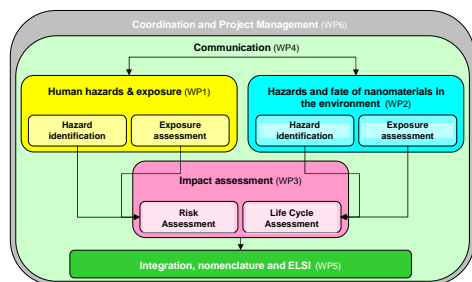 Coordination and Project Management (WP6)
Communication (WP4)
Human hazards & exposure (WP1)
Hazard
identification
Exposure
assessment
Hazards and fate of nanomaterials in
the environment (WP2)
Hazard
identification
Exposure
assessment
Impact assessment (WP3)
Risk
Assessment
Life Cycle
Assessment
Integration, nomenclature and ELSI (WP5)